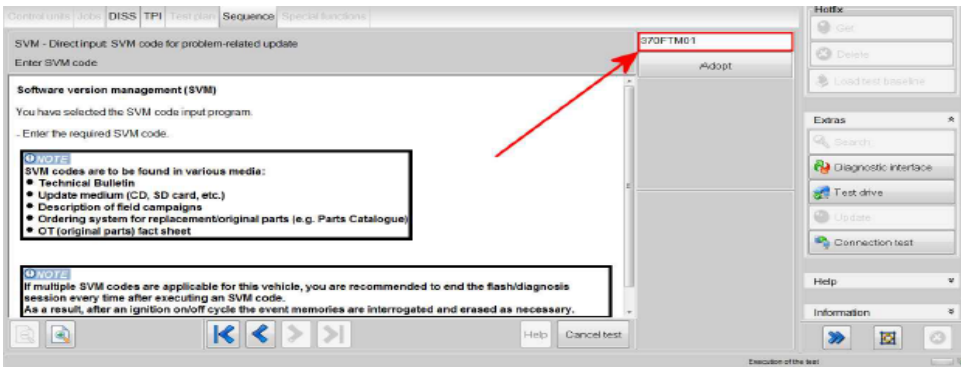 Control units Jobs DISS TPI Test plan Sequence Special functions
SVM - Direct input: SVM code for problem-related update
Enter SVM code
370FTM01
Adopt
Software version management (SVM)
You have selected the SVM code input program.
- Enter the required SVM code.
NOTE
SVM codes are to be found in various media:
● Technical Bulletin
● Update medium (CD, SD card, etc.)
● Description of field campaigns
● Ordering system for replacement/original parts (e.g. Parts Catalogue)
● OT (original parts) fact sheet
NOTE
If multiple SVM codes are applicable for this vehicle, you are recommended to end the flash/diagnosis
session every time after executing an SVM code.
As a result, after an ignition on/off cycle the event memories are interrogated and erased as necessary.
Help
Cancel test
Hotfix
Get
Delete
Load test baseline
Extras
Search
Diagnostic interface
Test drive
Update
Connection test
Help
Information
Execution of the test